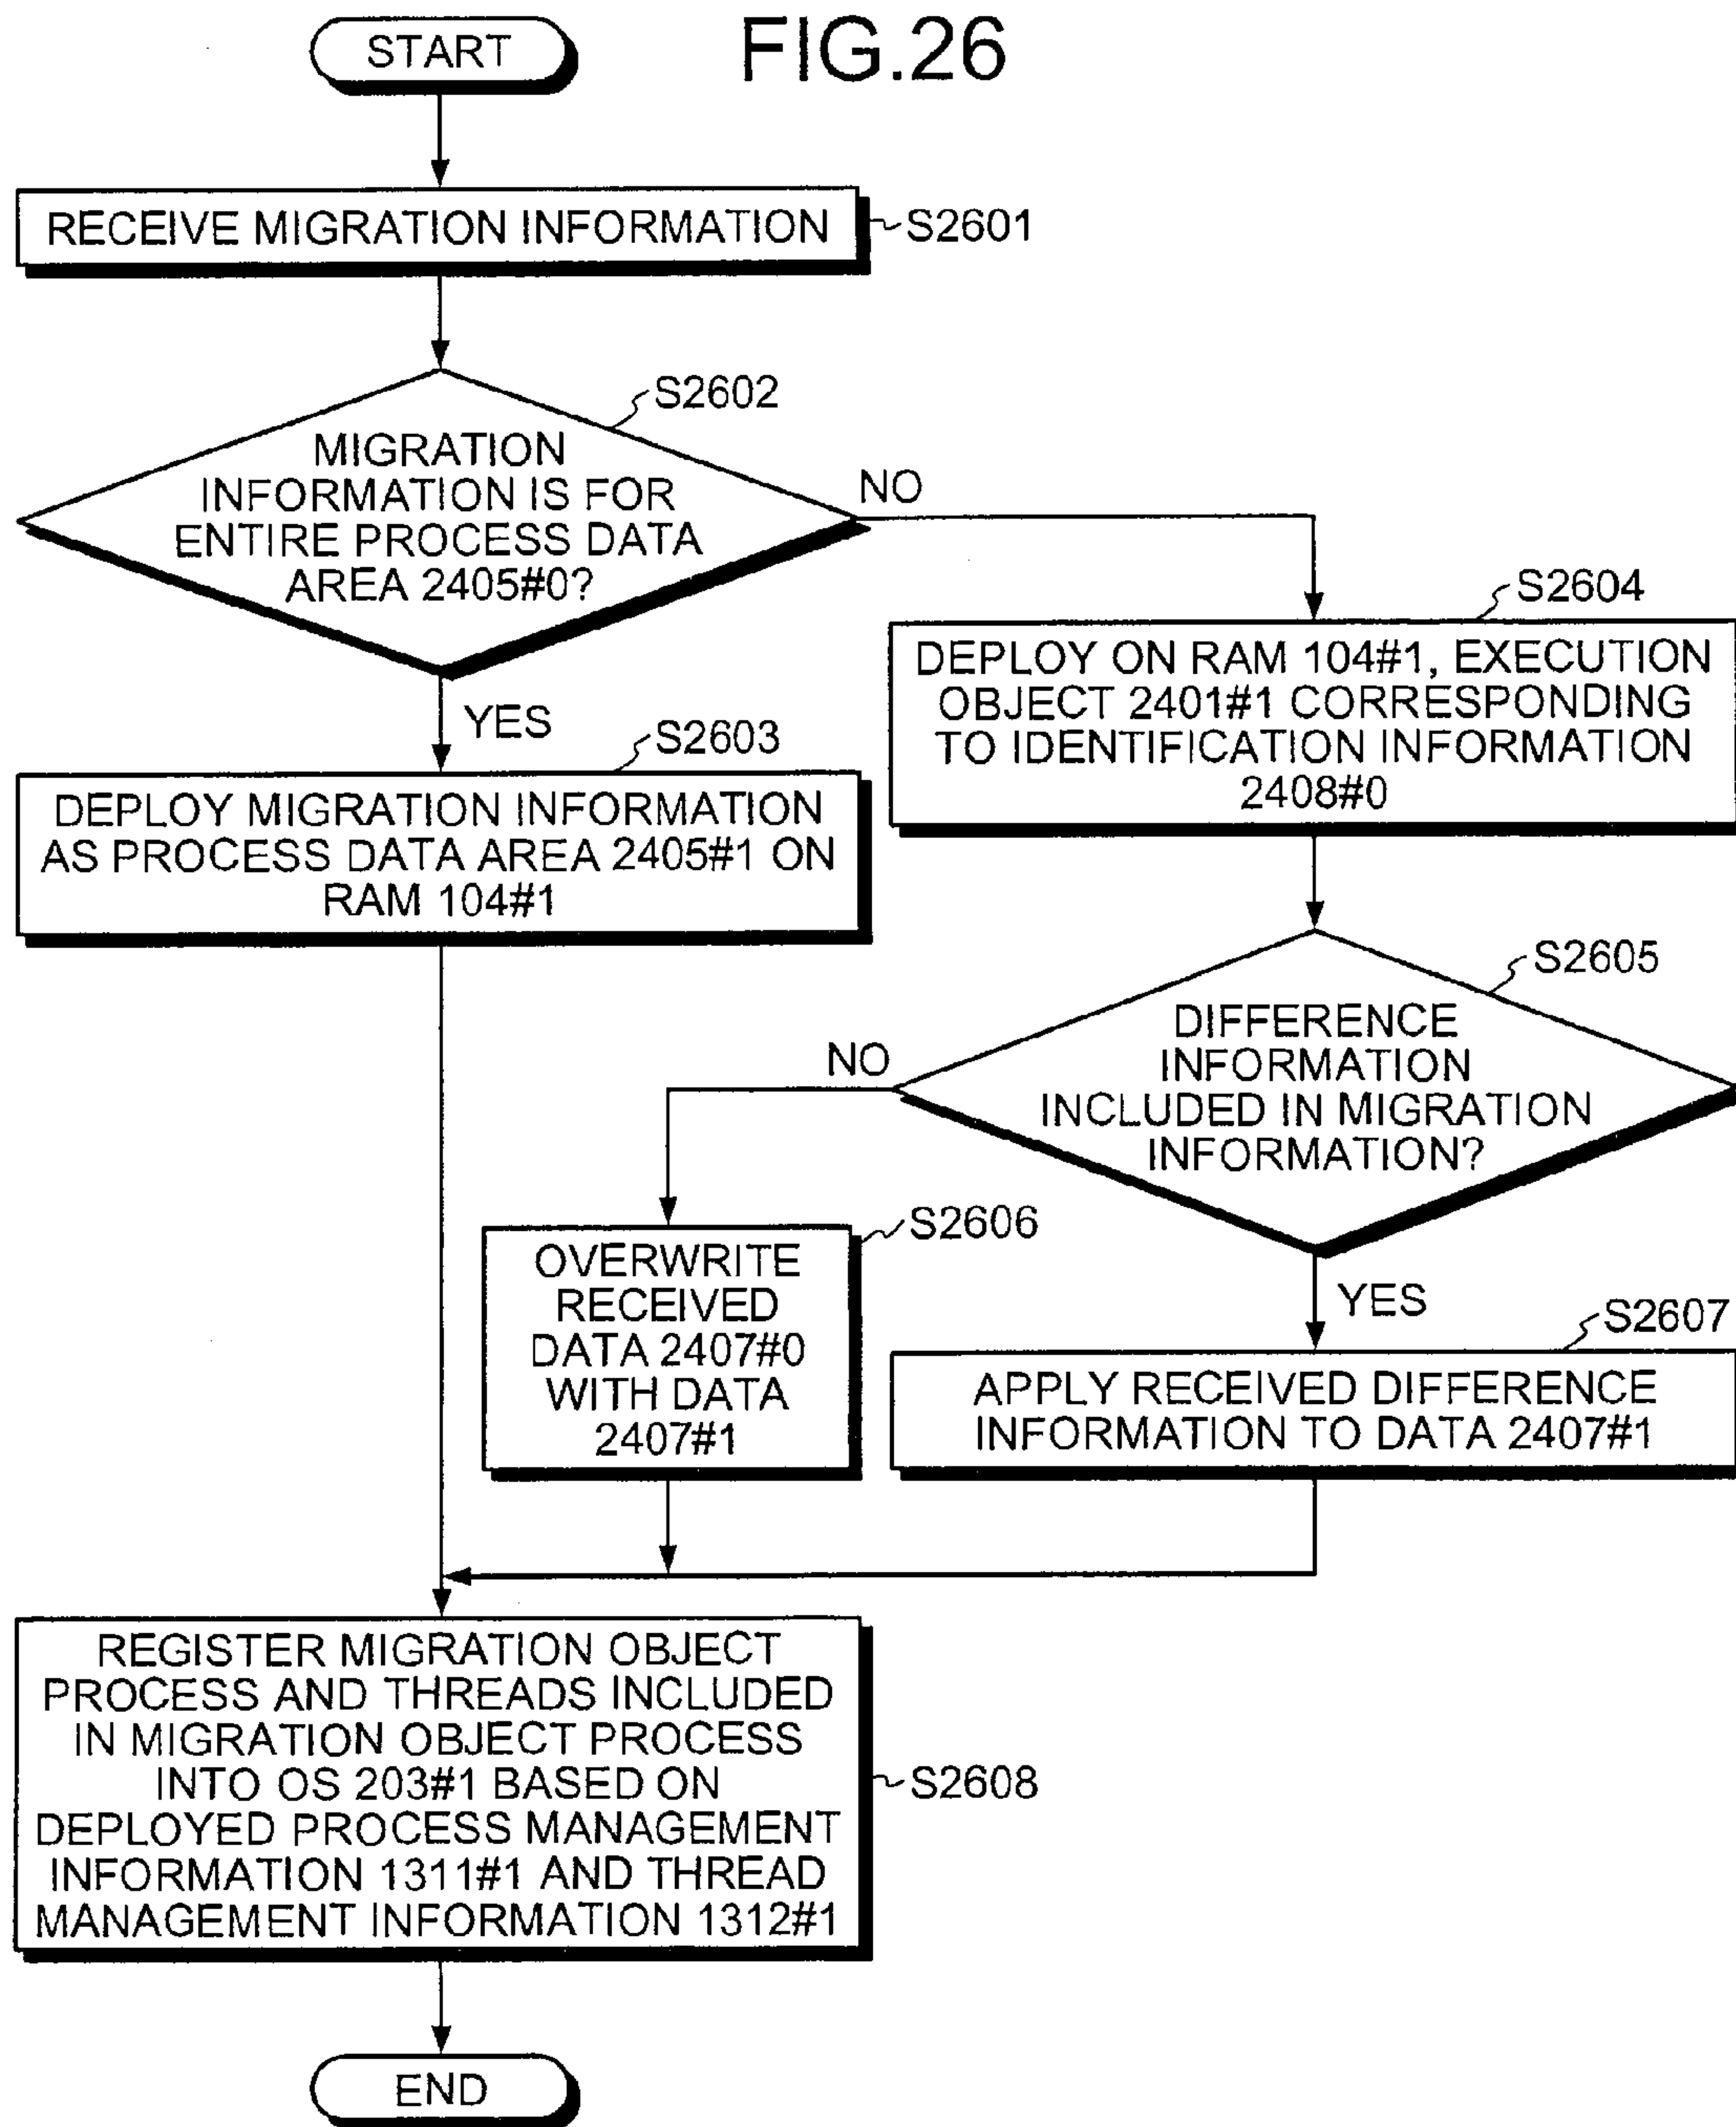 FIG.26
START
RECEIVE MIGRATION INFORMATION
S2601
S2602
MIGRATION
INFORMATION IS FOR
ENTIRE PROCESS DATA
AREA 2405#0?
NO
YES
S2603
DEPLOY MIGRATION INFORMATION
AS PROCESS DATA AREA 2405#1 ON
RAM 104#1
S2604
DEPLOY ON RAM 104#1, EXECUTION
OBJECT 2401#1 CORRESPONDING
TO IDENTIFICATION INFORMATION
2408#0
S2605
DIFFERENCE
INFORMATION
INCLUDED IN MIGRATION
INFORMATION?
NO
YES
S2606
OVERWRITE
RECEIVED
DATA 2407#0
WITH DATA
2407#1
S2607
APPLY RECEIVED DIFFERENCE
INFORMATION TO DATA 2407#1
REGISTER MIGRATION OBJECT
PROCESS AND THREADS INCLUDED
IN MIGRATION OBJECT PROCESS
INTO OS 203#1 BASED ON
DEPLOYED PROCESS MANAGEMENT
INFORMATION 1311#1 AND THREAD
MANAGEMENT INFORMATION 1312#1
S2608
END